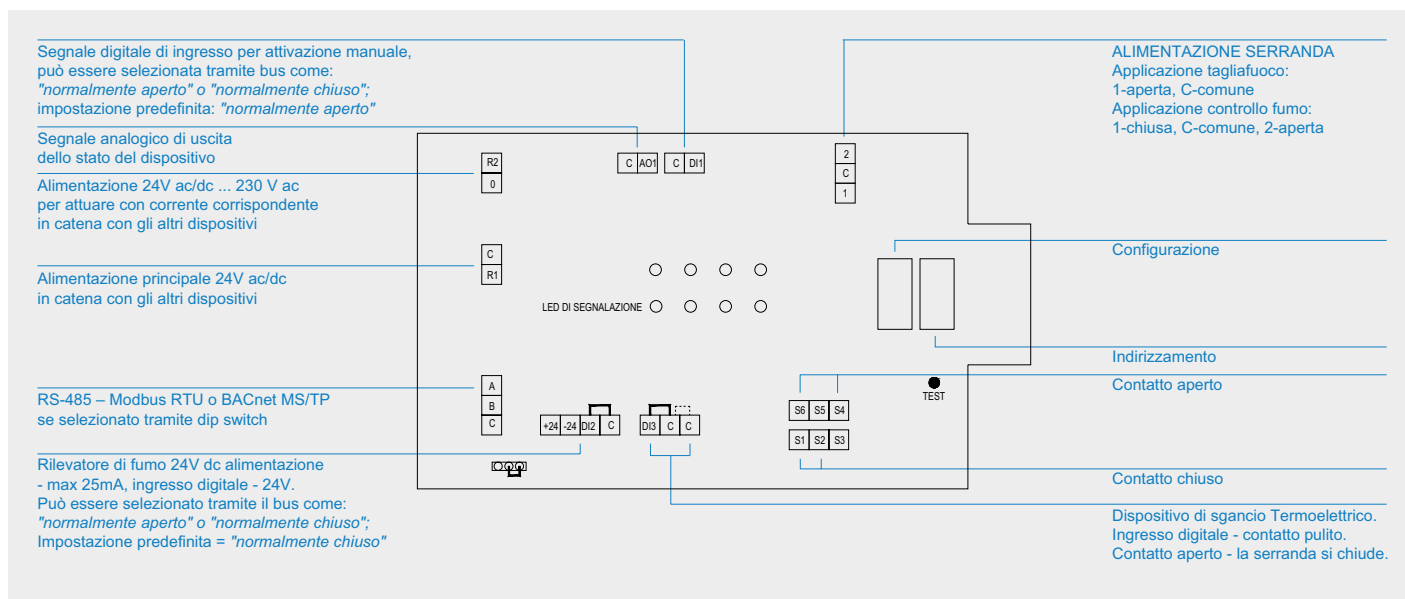 Segnale digitale di ingresso per attivazione manuale,
può essere selezionata tramite bus come:
"normalmente aperto" o "normalmente chiuso";
impostazione predefinita: "normalmente aperto"
Segnale analogico di uscita
dello stato del dispositivo
Alimentazione 24V ac/dc ... 230 V ac
per attuare con corrente corrispondente
in catena con gli altri dispositivi
Alimentazione principale 24V ac/dc
in catena con gli altri dispositivi
RS-485 – Modbus RTU o BACnet MS/TP
se selezionato tramite dip switch
Rilevatore di fumo 24V dc alimentazione
- max 25mA, ingresso digitale - 24V.
Può essere selezionato tramite il bus come:
"normalmente aperto" o "normalmente chiuso";
Impostazione predefinita = "normalmente chiuso"
R2
0
C
R1
A
B
C
C AO1
C DI1
2
C
1
LED DI SEGNALAZIONE
+24 -24 DI2 C
DI3 C C
S6 S5 S4
S1 S2 S3
TEST
ALIMENTAZIONE SERRANDA
Applicazione tagliafuoco:
1-aperta, C-comune
Applicazione controllo fumo:
1-chiusa, C-comune, 2-aperta
Configurazione
Indirizzamento
Contatto aperto
Contatto chiuso
Dispositivo di sgancio Termoelettrico.
Ingresso digitale - contatto pulito.
Contatto aperto - la serranda si chiude.